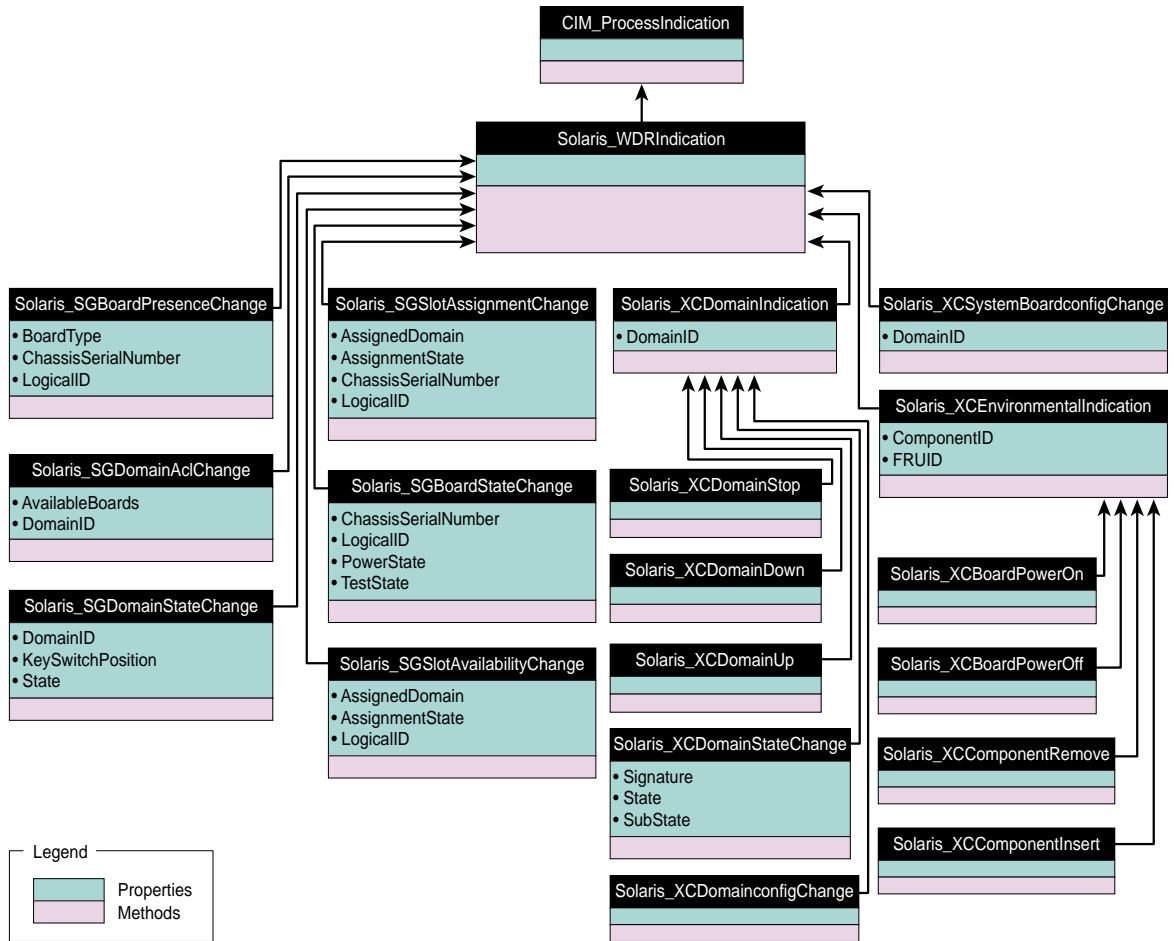 CIM_ProcessIndication
Solaris_WDRIndication
Solaris_SGBoardPresenceChange
• BoardType
• ChassisSerialNumber
• LogicalID
Solaris_SGDomainAclChange
• AvailableBoards
• DomainID
Solaris_SGDomainStateChange
• DomainID
• KeySwitchPosition
• State
Solaris_SGSlotAssignmentChange
• AssignedDomain
• AssignmentState
• ChassisSerialNumber
• LogicalID
Solaris_SGBoardStateChange
• ChassisSerialNumber
• LogicalID
• PowerState
• TestState
Solaris_SGSlotAvailabilityChange
• AssignedDomain
• AssignmentState
• LogicalID
Solaris_XCDomainIndication
• DomainID
Solaris_XCDomainStop
Solaris_XCDomainDown
Solaris_XCDomainUp
Solaris_XCDomainStateChange
• Signature
• State
• SubState
Solaris_XCDomainconfigChange
Solaris_XCSystemBoardconfigChange
• DomainID
Solaris_XCEnvironmentalIndication
• ComponentID
• FRUID
Solaris_XCBoardPowerOn
Solaris_XCBoardPowerOff
Solaris_XCComponentRemove
Solaris_XCComponentInsert
Legend
Properties
Methods